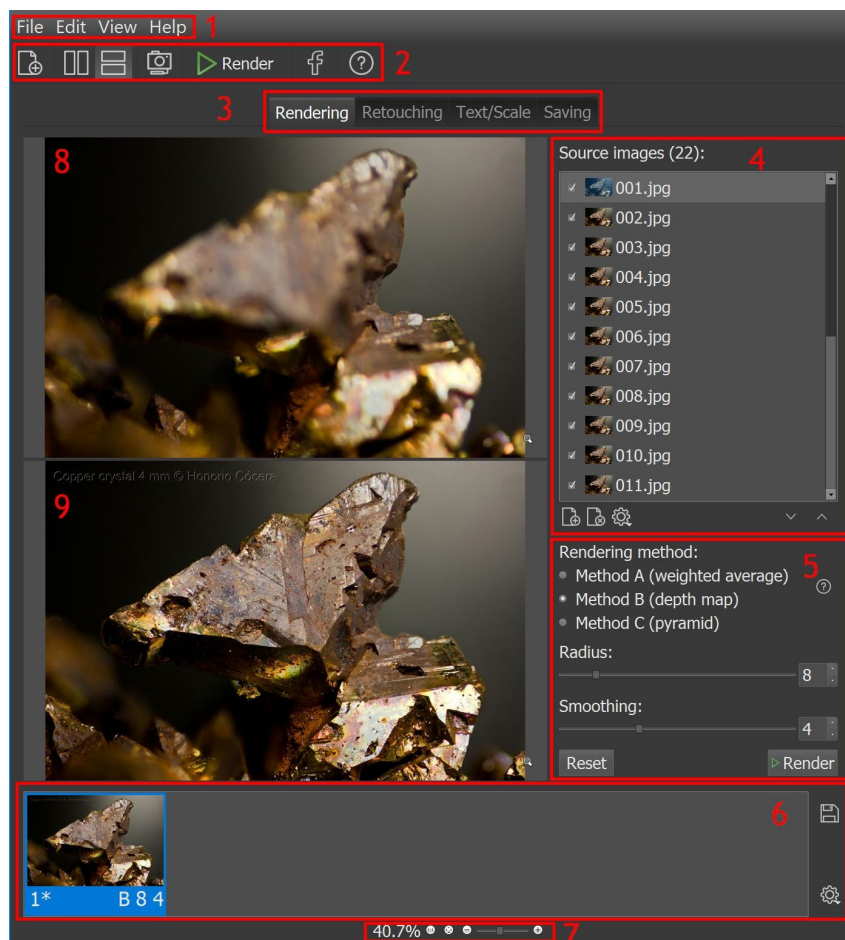 File Edit View Help 1
Render 2
3 Rendering Retouching Text/Scale Saving
8
Source images (22): 4
001.jpg
002.jpg
003.jpg
004.jpg
005.jpg
006.jpg
007.jpg
008.jpg
009.jpg
010.jpg
011.jpg
Copper crystal 4 mm © Honorio Cócera
9
Rendering method: 5
Method A (weighted average)
Method B (depth map)
Method C (pyramid)
Radius:
8
Smoothing:
4
Reset Render
6
1* B 8 4
40.7% 7